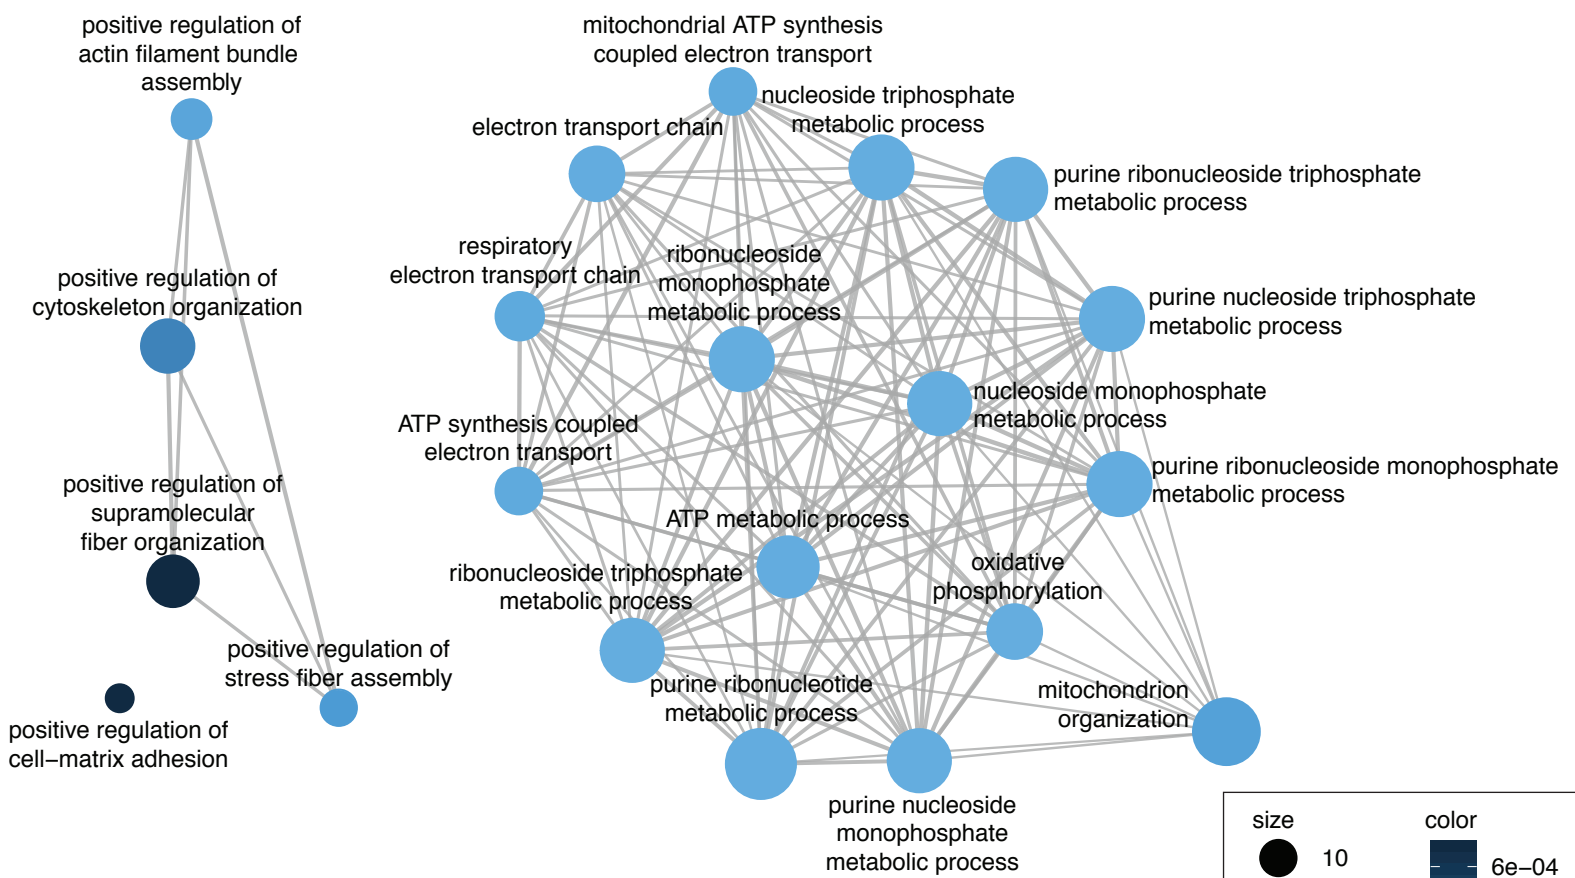 positive regulation of
actin filament bundle
assembly
mitochondrial ATP synthesis
coupled electron transport
nucleoside triphosphate
metabolic process
electron transport chain
purine ribonucleoside triphosphate
metabolic process
respiratory
electron transport chain
ribonucleoside
monophosphate
metabolic process
positive regulation of
cytoskeleton organization
purine nucleoside triphosphate
metabolic process
nucleoside monophosphate
metabolic process
ATP synthesis coupled
electron transport
purine ribonucleoside monophosphate
metabolic process
positive regulation of
supramolecular
fiber organization
ATP metabolic process
oxidative
phosphorylation
ribonucleoside triphosphate
metabolic process
positive regulation of
stress fiber assembly
purine ribonucleotide
metabolic process
mitochondrion
organization
positive regulation of
cell−matrix adhesion
purine nucleoside
monophosphate
metabolic process
size
color
10
6e−04